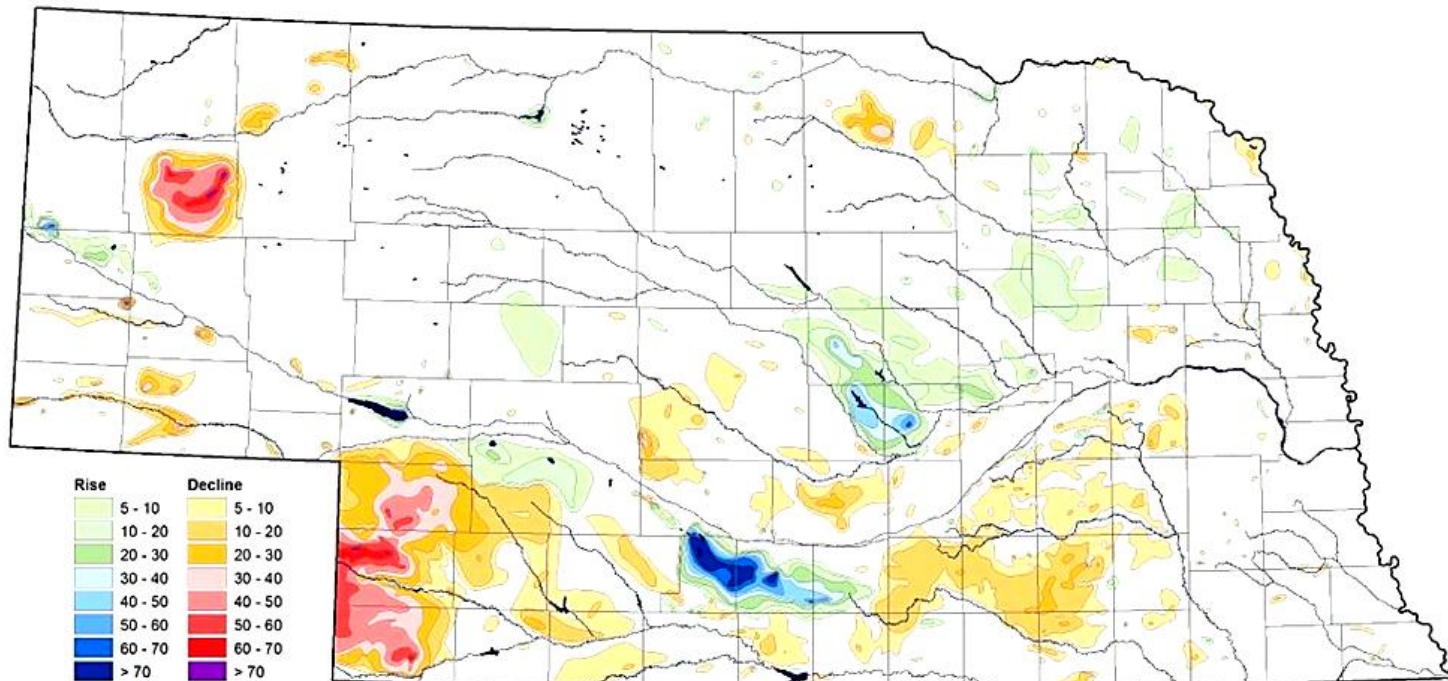 Rise Decline
5 - 10 5 - 10
10 - 20 10 - 20
20 - 30 20 - 30
30 - 40 30 - 40
40 - 50 40 - 50
50 - 60 50 - 60
60 - 70 60 - 70
> 70 > 70